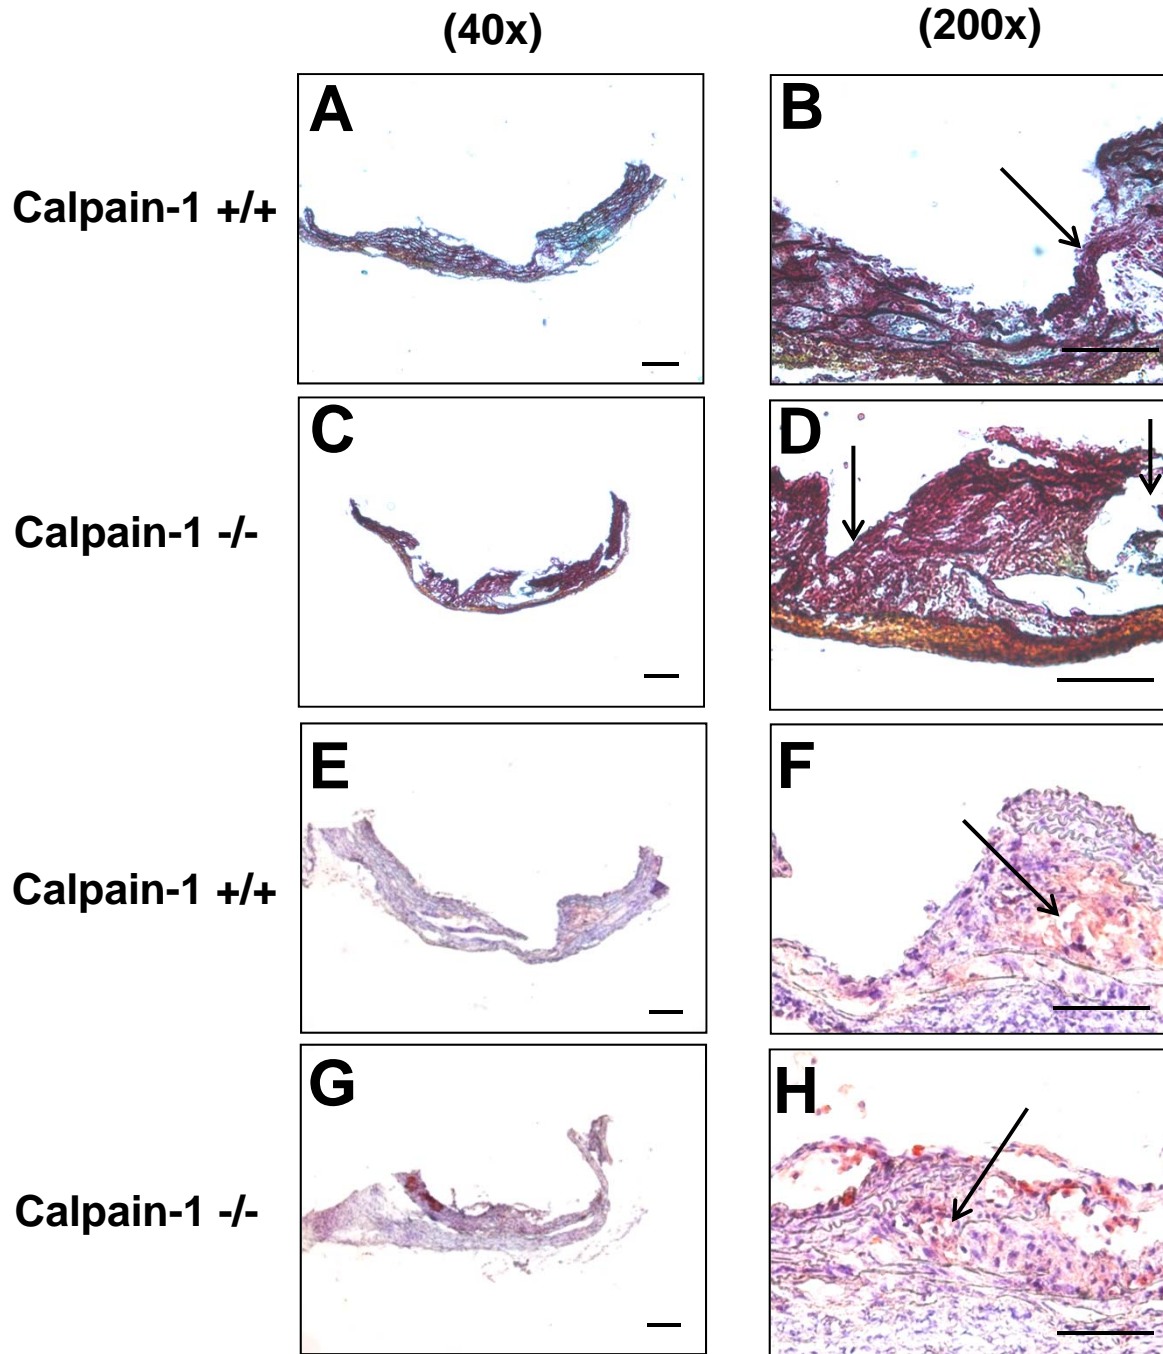 (40x) (200x)
Calpain-1 +/+ A B
Calpain-1 -/- C D
Calpain-1 +/+ E F
Calpain-1 -/- G H